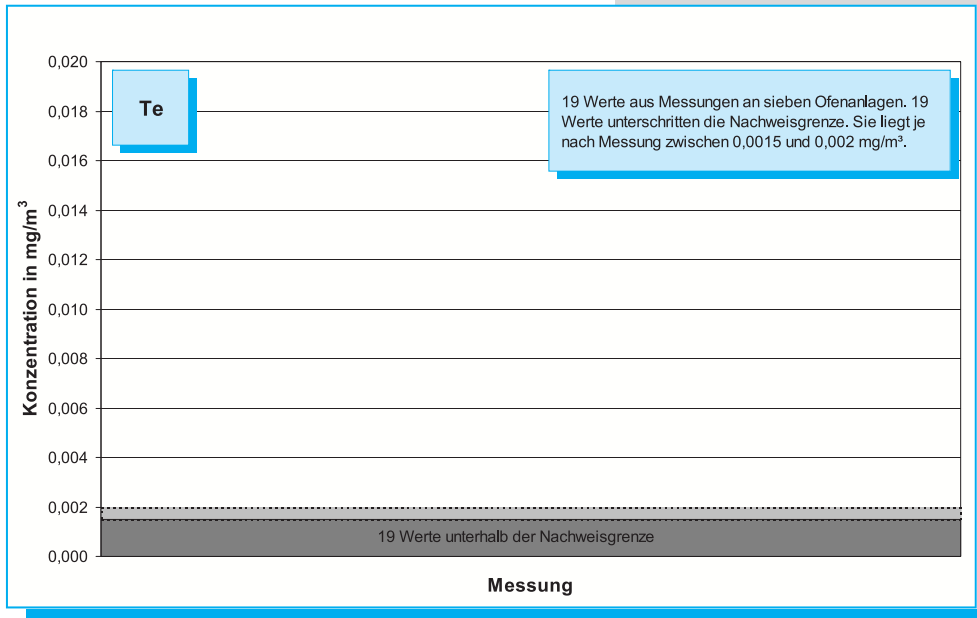 Te
19 Werte aus Messungen an sieben Ofenanlagen. 19
Werte unterschritten die Nachweisgrenze. Sie liegt je
nach Messung zwischen 0,0015 und 0,002 mg/m³.
Konzentration in mg/m³
0,020
0,018
0,016
0,014
0,012
0,010
0,008
0,006
0,004
0,002
0,000
19 Werte unterhalb der Nachweisgrenze
Messung